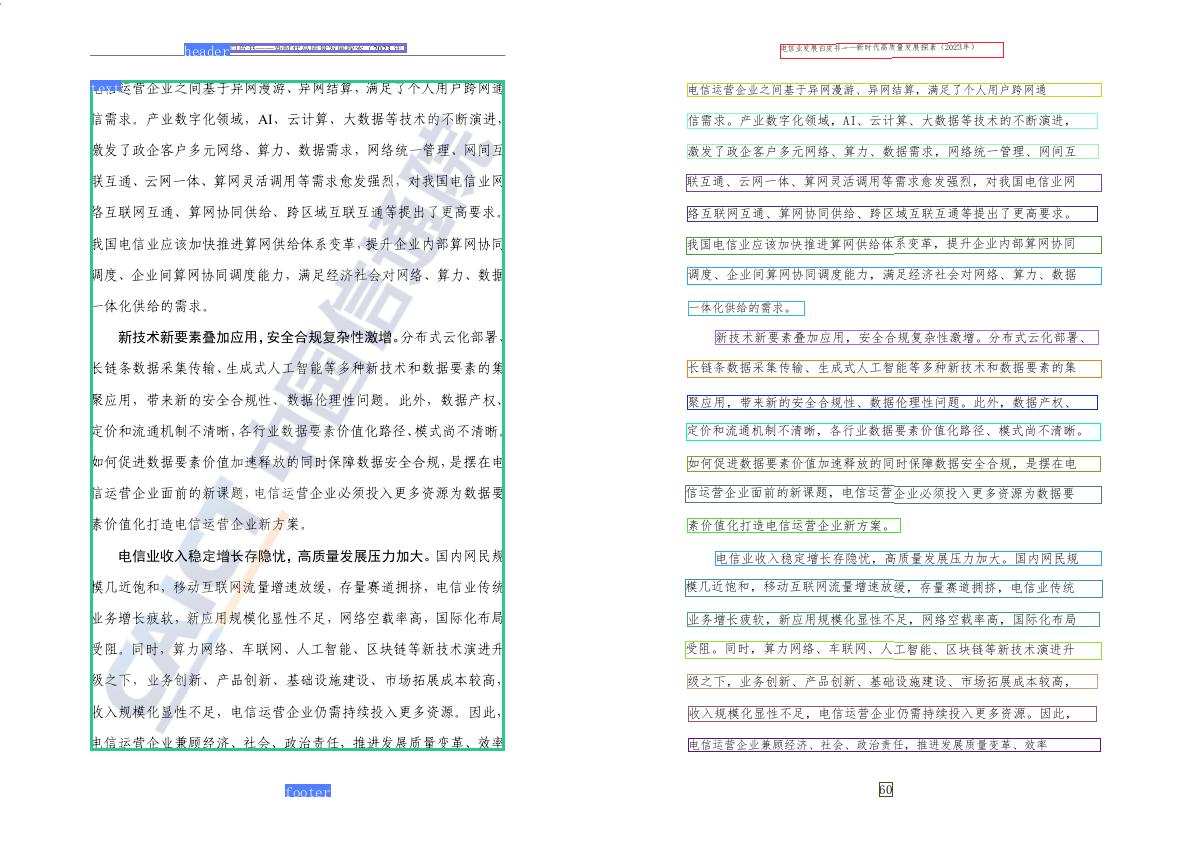 header
text
电信运营企业之间基于异网漫游、异网结算，满足了个人用户跨网通
信需求。产业数字化领域，AI、云计算、大数据等技术的不断演进，
激发了政企客户多元网络、算力、数据需求，网络统一管理、网间互
联互通、云网一体、算网灵活调用等需求愈发强烈，对我国电信业网
络互联网互通、算网协同供给、跨区域互联互通等提出了更高要求。
我国电信业应该加快推进算网供给体系变革，提升企业内部算网协同
调度、企业间算网协同调度能力，满足经济社会对网络、算力、数据
一体化供给的需求。
新技术新要素叠加应用，安全合规复杂性激增。分布式云化部署、
长链条数据采集传输、生成式人工智能等多种新技术和数据要素的集
聚应用，带来新的安全合规性、数据伦理性问题。此外，数据产权、
定价和流通机制不清晰，各行业数据要素价值化路径、模式尚不清晰。
如何促进数据要素价值加速释放的同时保障数据安全合规，是摆在电
信运营企业面前的新课题，电信运营企业必须投入更多资源为数据要
素价值化打造电信运营企业新方案。
电信业收入稳定增长存隐忧，高质量发展压力加大。国内网民规
模几近饱和，移动互联网流量增速放缓，存量赛道拥挤，电信业传统
业务增长疲软，新应用规模化显性不足，网络空载率高，国际化布局
受阻。同时，算力网络、车联网、人工智能、区块链等新技术演进升
级之下，业务创新、产品创新、基础设施建设、市场拓展成本较高，
收入规模化显性不足，电信运营企业仍需持续投入更多资源。因此，
电信运营企业兼顾经济、社会、政治责任，推进发展质量变革、效率
CAICT 中国信通院
footer
电信业发展白皮书——新时代高质量发展探索（2023年）
电信运营企业之间基于异网漫游、异网结算，满足了个人用户跨网通
信需求。产业数字化领域，AI、云计算、大数据等技术的不断演进，
激发了政企客户多元网络、算力、数据需求，网络统一管理、网间互
联互通、云网一体、算网灵活调用等需求愈发强烈，对我国电信业网
络互联网互通、算网协同供给、跨区域互联互通等提出了更高要求。
我国电信业应该加快推进算网供给体系变革，提升企业内部算网协同
调度、企业间算网协同调度能力，满足经济社会对网络、算力、数据
一体化供给的需求。
新技术新要素叠加应用，安全合规复杂性激增。分布式云化部署、
长链条数据采集传输、生成式人工智能等多种新技术和数据要素的集
聚应用，带来新的安全合规性、数据伦理性问题。此外，数据产权、
定价和流通机制不清晰，各行业数据要素价值化路径、模式尚不清晰。
如何促进数据要素价值加速释放的同时保障数据安全合规，是摆在电
信运营企业面前的新课题，电信运营企业必须投入更多资源为数据要
素价值化打造电信运营企业新方案。
电信业收入稳定增长存隐忧，高质量发展压力加大。国内网民规
模几近饱和，移动互联网流量增速放缓，存量赛道拥挤，电信业传统
业务增长疲软，新应用规模化显性不足，网络空载率高，国际化布局
受阻。同时，算力网络、车联网、人工智能、区块链等新技术演进升
级之下，业务创新、产品创新、基础设施建设、市场拓展成本较高，
收入规模化显性不足，电信运营企业仍需持续投入更多资源。因此，
电信运营企业兼顾经济、社会、政治责任，推进发展质量变革、效率
60